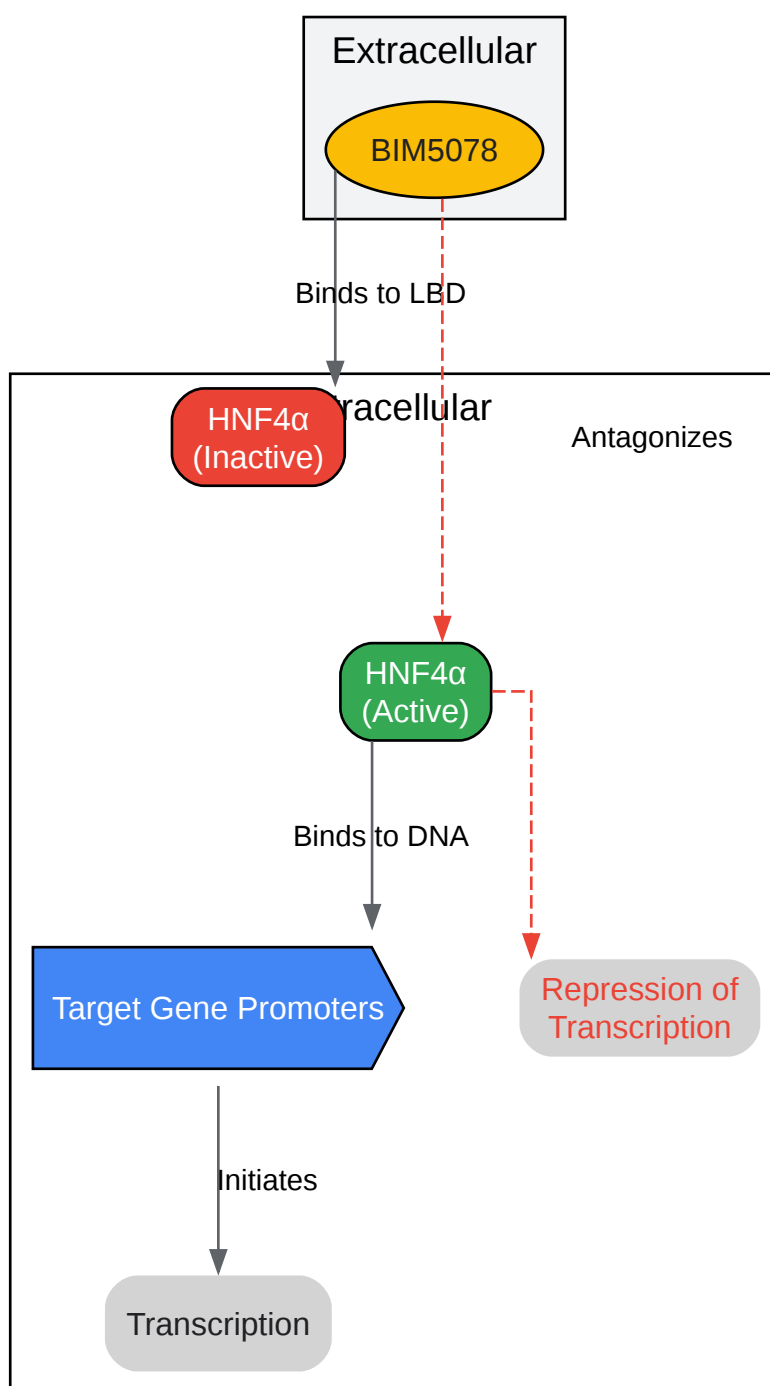 Extracellular
BIM5078
Binds to LBD
tracellular
HNF4α
(Inactive)
Antagonizes
HNF4α
(Active)
Binds to DNA
Target Gene Promoters
Repression of
Transcription
Initiates
Transcription